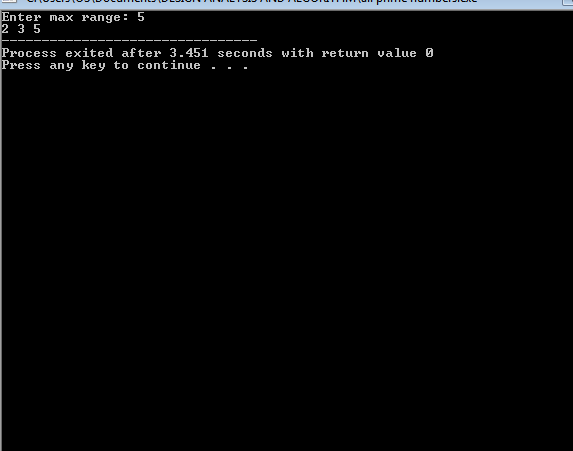 C:\Users\US\Documents\DESIGN ANALYSIS AND ALGORITHM\all prime numbers.exe
Enter max range: 5
2 3 5
--------------------------------
Process exited after 3.451 seconds with return value 0
Press any key to continue . . .